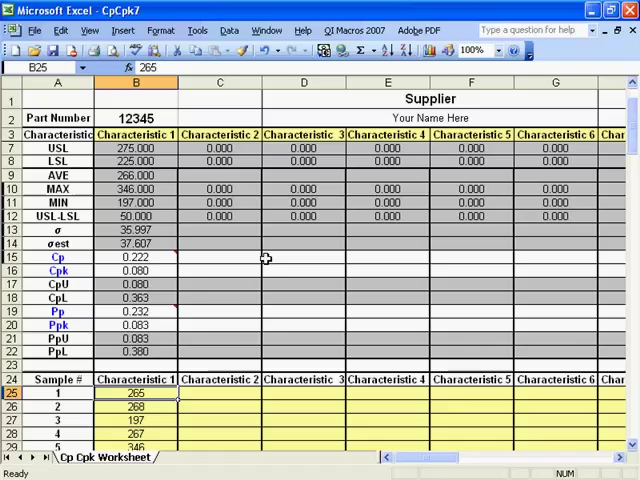 Microsoft Excel - CpCpk7
File Edit View Insert Format Tools Data Window Help QI Macros 2007 Adobe PDF Type a question for help
100%
B25 fx 265
A B C D E F G
1 Supplier
2 Part Number 12345 Your Name Here
3 Characteristic Characteristic 1 Characteristic 2 Characteristic 3 Characteristic 4 Characteristic 5 Characteristic 6 Chara
7 USL 275.000 0.000 0.000 0.000 0.000 0.000
8 LSL 225.000 0.000 0.000 0.000 0.000 0.000
9 AVE 266.000
10 MAX 346.000 0.000 0.000 0.000 0.000 0.000
11 MIN 197.000 0.000 0.000 0.000 0.000 0.000
12 USL-LSL 50.000 0.000 0.000 0.000 0.000 0.000
13 σ 35.997
14 σest 37.607
15 Cp 0.222
16 Cpk 0.080
17 CpU 0.080
18 CpL 0.363
19 Pp 0.232
20 Ppk 0.083
21 PpU 0.083
22 PpL 0.380
23
24 Sample # Characteristic 1 Characteristic 2 Characteristic 3 Characteristic 4 Characteristic 5 Characteristic 6 Chara
25 1 265
26 2 268
27 3 197
28 4 267
29 5 346
Cp Cpk Worksheet
Ready NUM